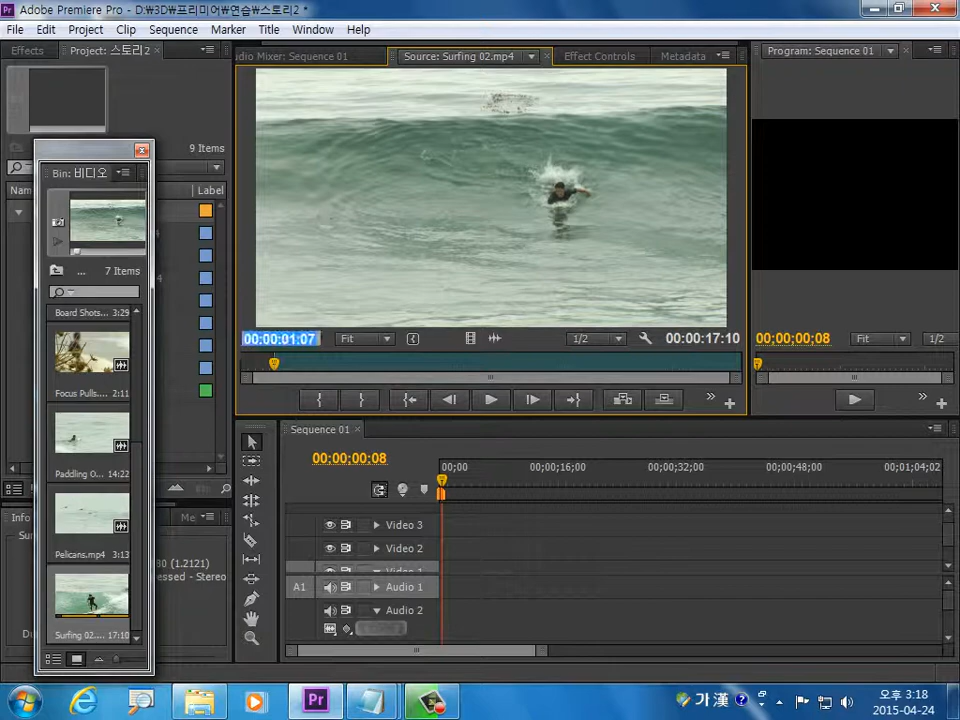 Adobe Premiere Pro - D:\3D\프리미어\연습\스토리2 *
File Edit Project Clip Sequence Marker Title Window Help
Effects Project: 스토리2
udio Mixer: Sequence 01 Source: Surfing 02.mp4 Effect Controls Metadata
Program: Sequence 01
9 Items
Label
Bin: 비디오
... 7 Items
Board Shots... 3:29
Focus Pulls... 2:11
Paddling O... 14:22
Pelicans.mp4 3:13
Surfing 02.... 17:10
00:00:01:07 Fit 1/2 00:00:17:10
00;00;00;08 Fit 1/2
Sequence 01
00;00;00;08
00;00 00;00;16;00 00;00;32;00 00;00;48;00 00;01;04;02
Video 3
Video 2
A1 Audio 1
Audio 2
Info
Me
80 (1.2121)
essed - Stereo
Pr
가 漢
오후 3:18
2015-04-24